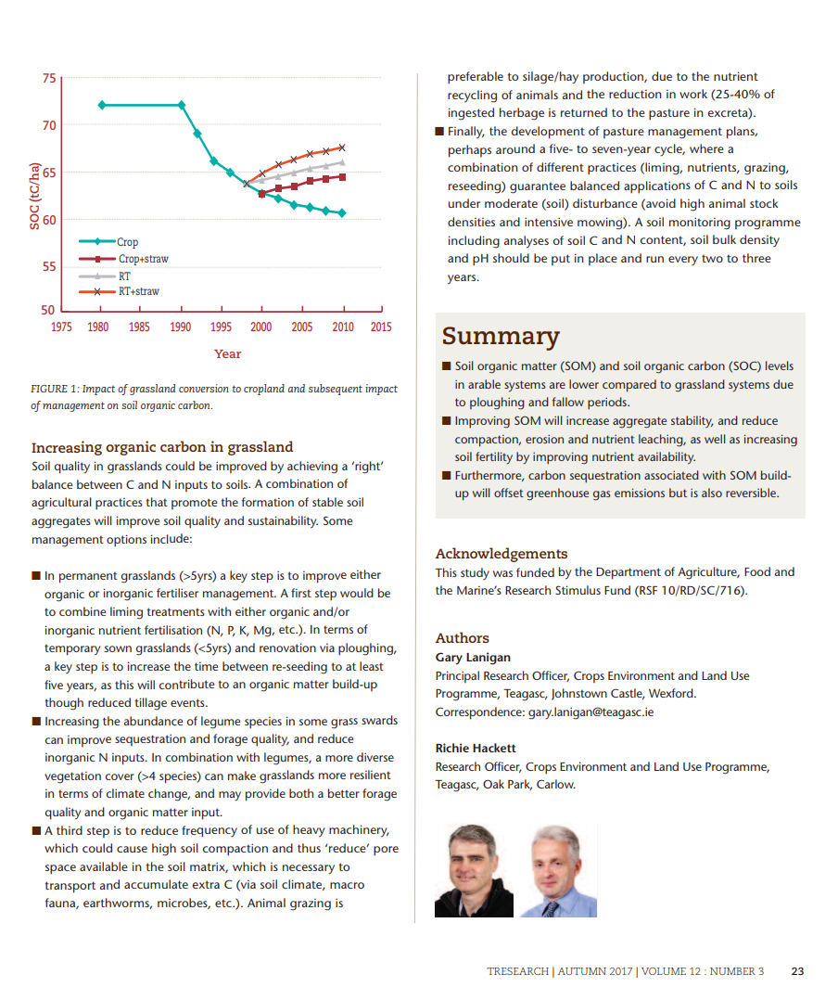 75
70
65
60
55
50
SOC (tC/ha)
Crop
Crop+straw
RT
RT+straw
1975 1980 1985 1990 1995 2000 2005 2010 2015
Year
FIGURE 1: Impact of grassland conversion to cropland and subsequent impact
of management on soil organic carbon.
Increasing organic carbon in grassland
Soil quality in grasslands could be improved by achieving a ‘right’
balance between C and N inputs to soils. A combination of
agricultural practices that promote the formation of stable soil
aggregates will improve soil quality and sustainability. Some
management options include:
■ In permanent grasslands (>5yrs) a key step is to improve either
organic or inorganic fertiliser management. A first step would be
to combine liming treatments with either organic and/or
inorganic nutrient fertilisation (N, P, K, Mg, etc.). In terms of
temporary sown grasslands (<5yrs) and renovation via ploughing,
a key step is to increase the time between re-seeding to at least
five years, as this will contribute to an organic matter build-up
though reduced tillage events.
■ Increasing the abundance of legume species in some grass swards
can improve sequestration and forage quality, and reduce
inorganic N inputs. In combination with legumes, a more diverse
vegetation cover (>4 species) can make grasslands more resilient
in terms of climate change, and may provide both a better forage
quality and organic matter input.
■ A third step is to reduce frequency of use of heavy machinery,
which could cause high soil compaction and thus ‘reduce’ pore
space available in the soil matrix, which is necessary to
transport and accumulate extra C (via soil climate, macro
fauna, earthworms, microbes, etc.). Animal grazing is
preferable to silage/hay production, due to the nutrient
recycling of animals and the reduction in work (25-40% of
ingested herbage is returned to the pasture in excreta).
■ Finally, the development of pasture management plans,
perhaps around a five- to seven-year cycle, where a
combination of different practices (liming, nutrients, grazing,
reseeding) guarantee balanced applications of C and N to soils
under moderate (soil) disturbance (avoid high animal stock
densities and intensive mowing). A soil monitoring programme
including analyses of soil C and N content, soil bulk density
and pH should be put in place and run every two to three
years.
Summary
■ Soil organic matter (SOM) and soil organic carbon (SOC) levels
in arable systems are lower compared to grassland systems due
to ploughing and fallow periods.
■ Improving SOM will increase aggregate stability, and reduce
compaction, erosion and nutrient leaching, as well as increasing
soil fertility by improving nutrient availability.
■ Furthermore, carbon sequestration associated with SOM build-
up will offset greenhouse gas emissions but is also reversible.
Acknowledgements
This study was funded by the Department of Agriculture, Food and
the Marine’s Research Stimulus Fund (RSF 10/RD/SC/716).
Authors
Gary Lanigan
Principal Research Officer, Crops Environment and Land Use
Programme, Teagasc, Johnstown Castle, Wexford.
Correspondence: gary.lanigan@teagasc.ie
Richie Hackett
Research Officer, Crops Environment and Land Use Programme,
Teagasc, Oak Park, Carlow.
TRESEARCH | AUTUMN 2017 | VOLUME 12 : NUMBER 3 23